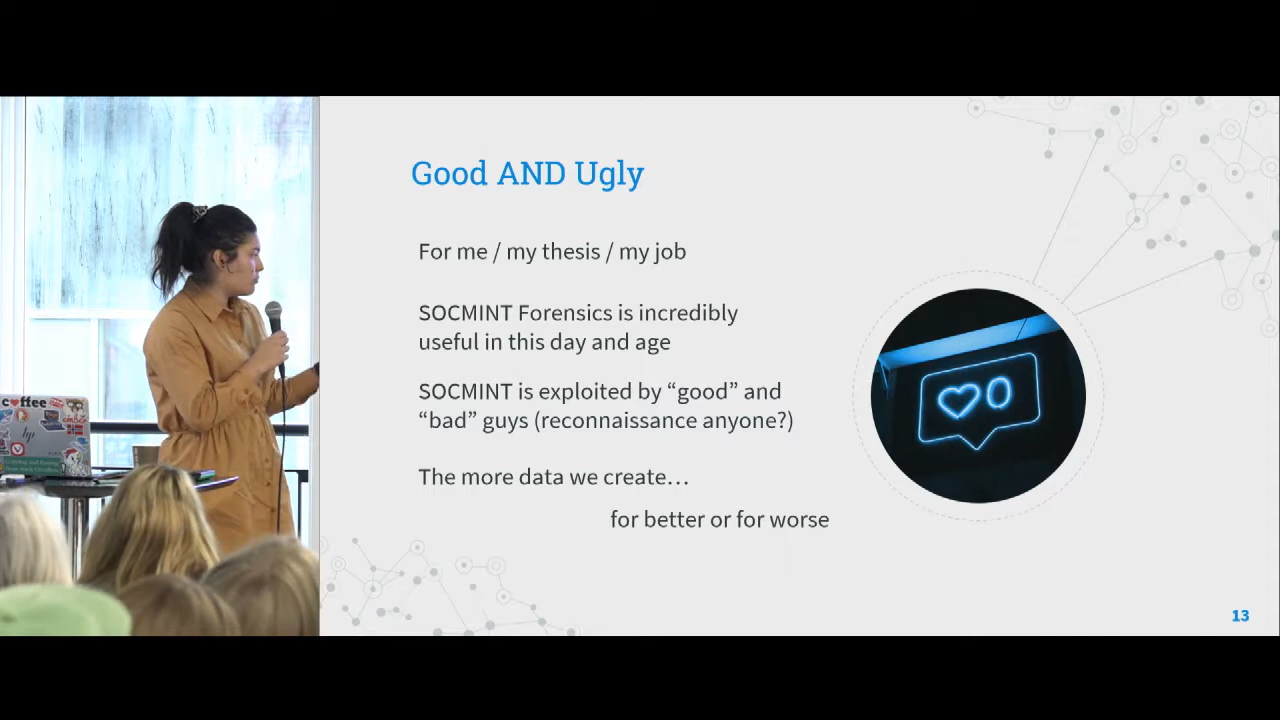 Good AND Ugly
For me / my thesis / my job
SOCMINT Forensics is incredibly
useful in this day and age
SOCMINT is exploited by “good” and
“bad” guys (reconnaissance anyone?)
The more data we create…
for better or for worse
13
coffee
hp
ember